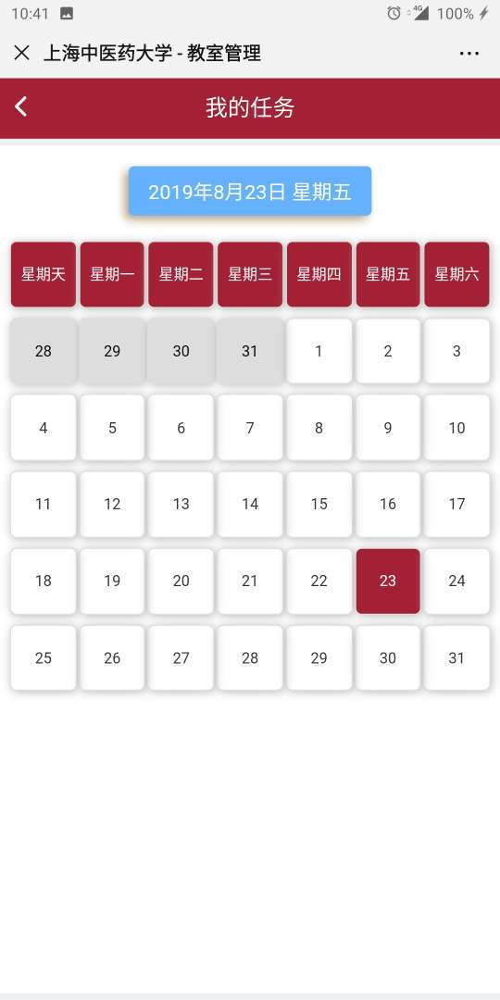 10:41 4G 100%
上海中医药大学 - 教室管理
我的任务
2019年8月23日 星期五
星期天 星期一 星期二 星期三 星期四 星期五 星期六
28 29 30 31 1 2 3
4 5 6 7 8 9 10
11 12 13 14 15 16 17
18 19 20 21 22 23 24
25 26 27 28 29 30 31